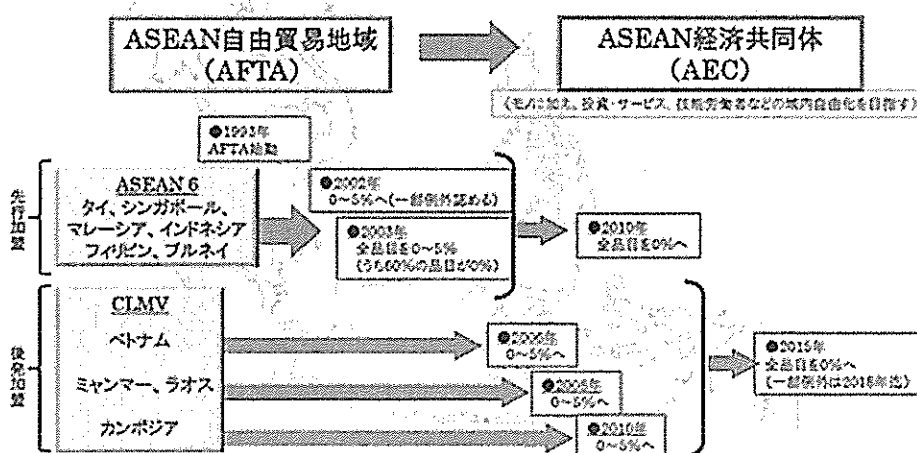 ASEAN自由貿易地域
(AFTA)
ASEAN経済共同体
(AEC)
(モノに加え、投資・サービス、技能労働者などの域内自由化を目指す)
●1993年
AFTA始動
先行加盟
ASEAN 6
タイ、シンガポール、
マレーシア、インドネシア
フィリピン、ブルネイ
●2002年
0~5%へ(一部例外認める)
●2003年
全品目を0~5%
(うち60%の品目が0%)
●2010年
全品目を0%へ
後発加盟
CLMV
ベトナム
●2006年
0~5%へ
ミャンマー、ラオス
0~5%へ
カンボジア
●2010年
0~5%へ
●2015年
全品目を0%へ
(一部例外は2018年迄)